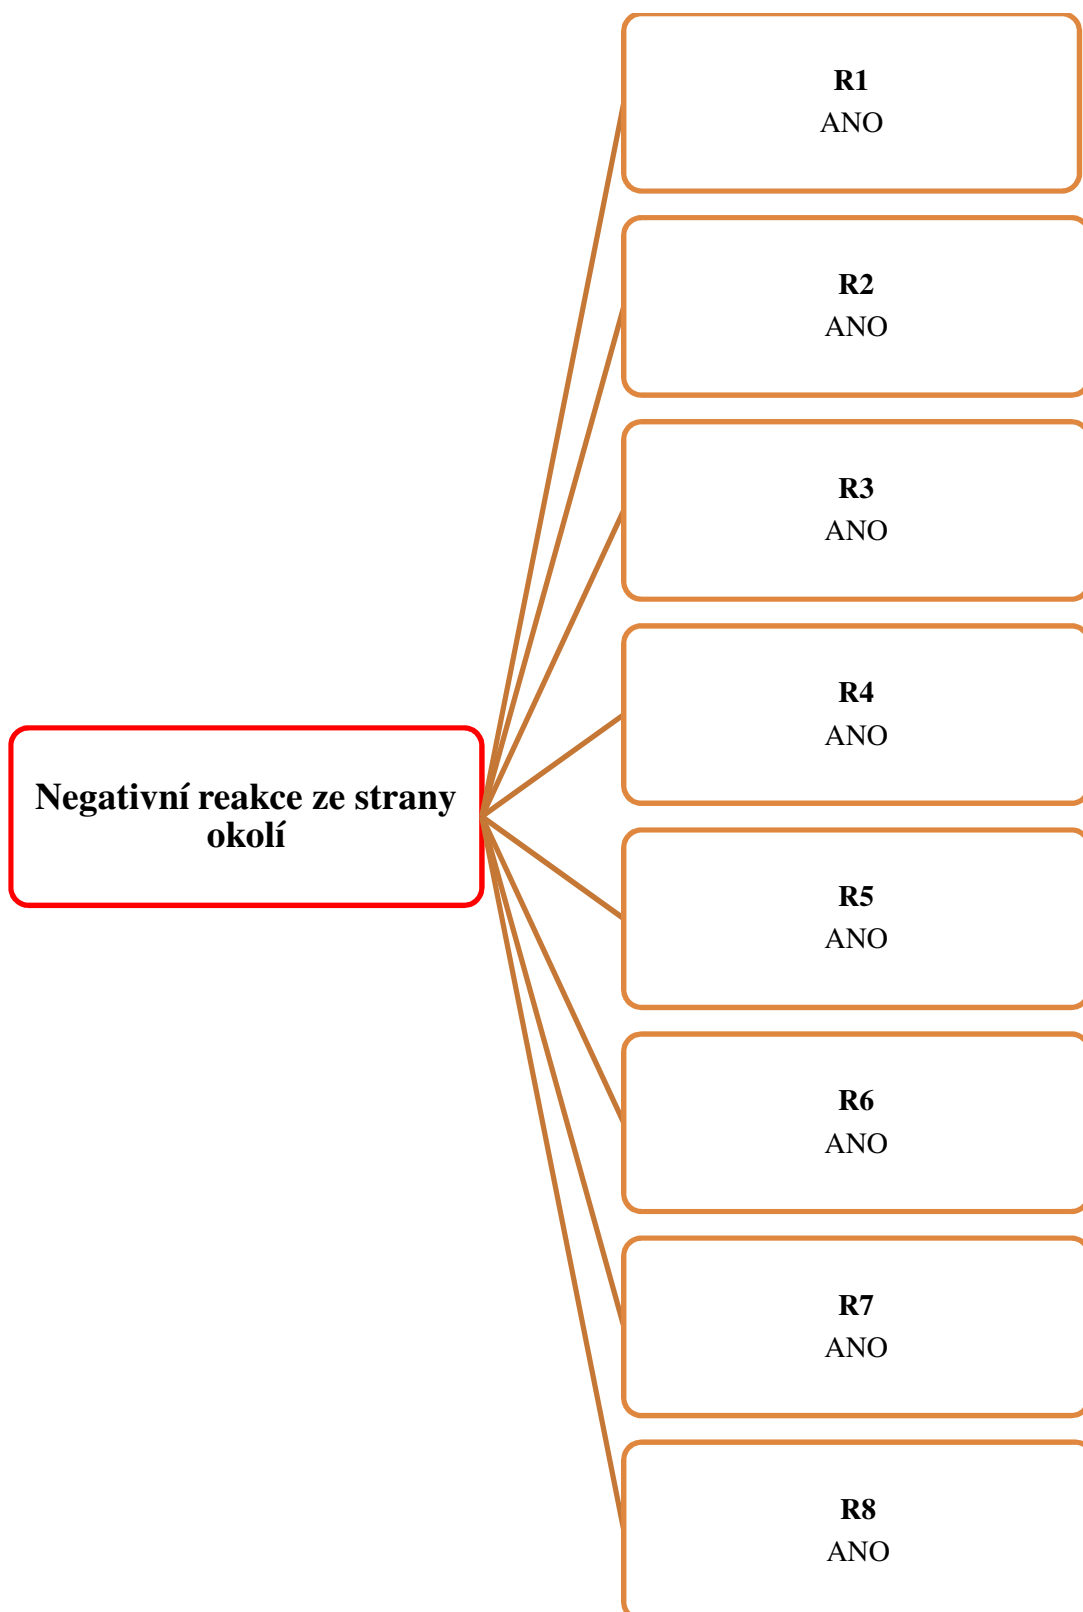 R1
ANO
R2
ANO
R3
ANO
R4
ANO
Negativní reakce ze strany
okolí
R5
ANO
R6
ANO
R7
ANO
R8
ANO